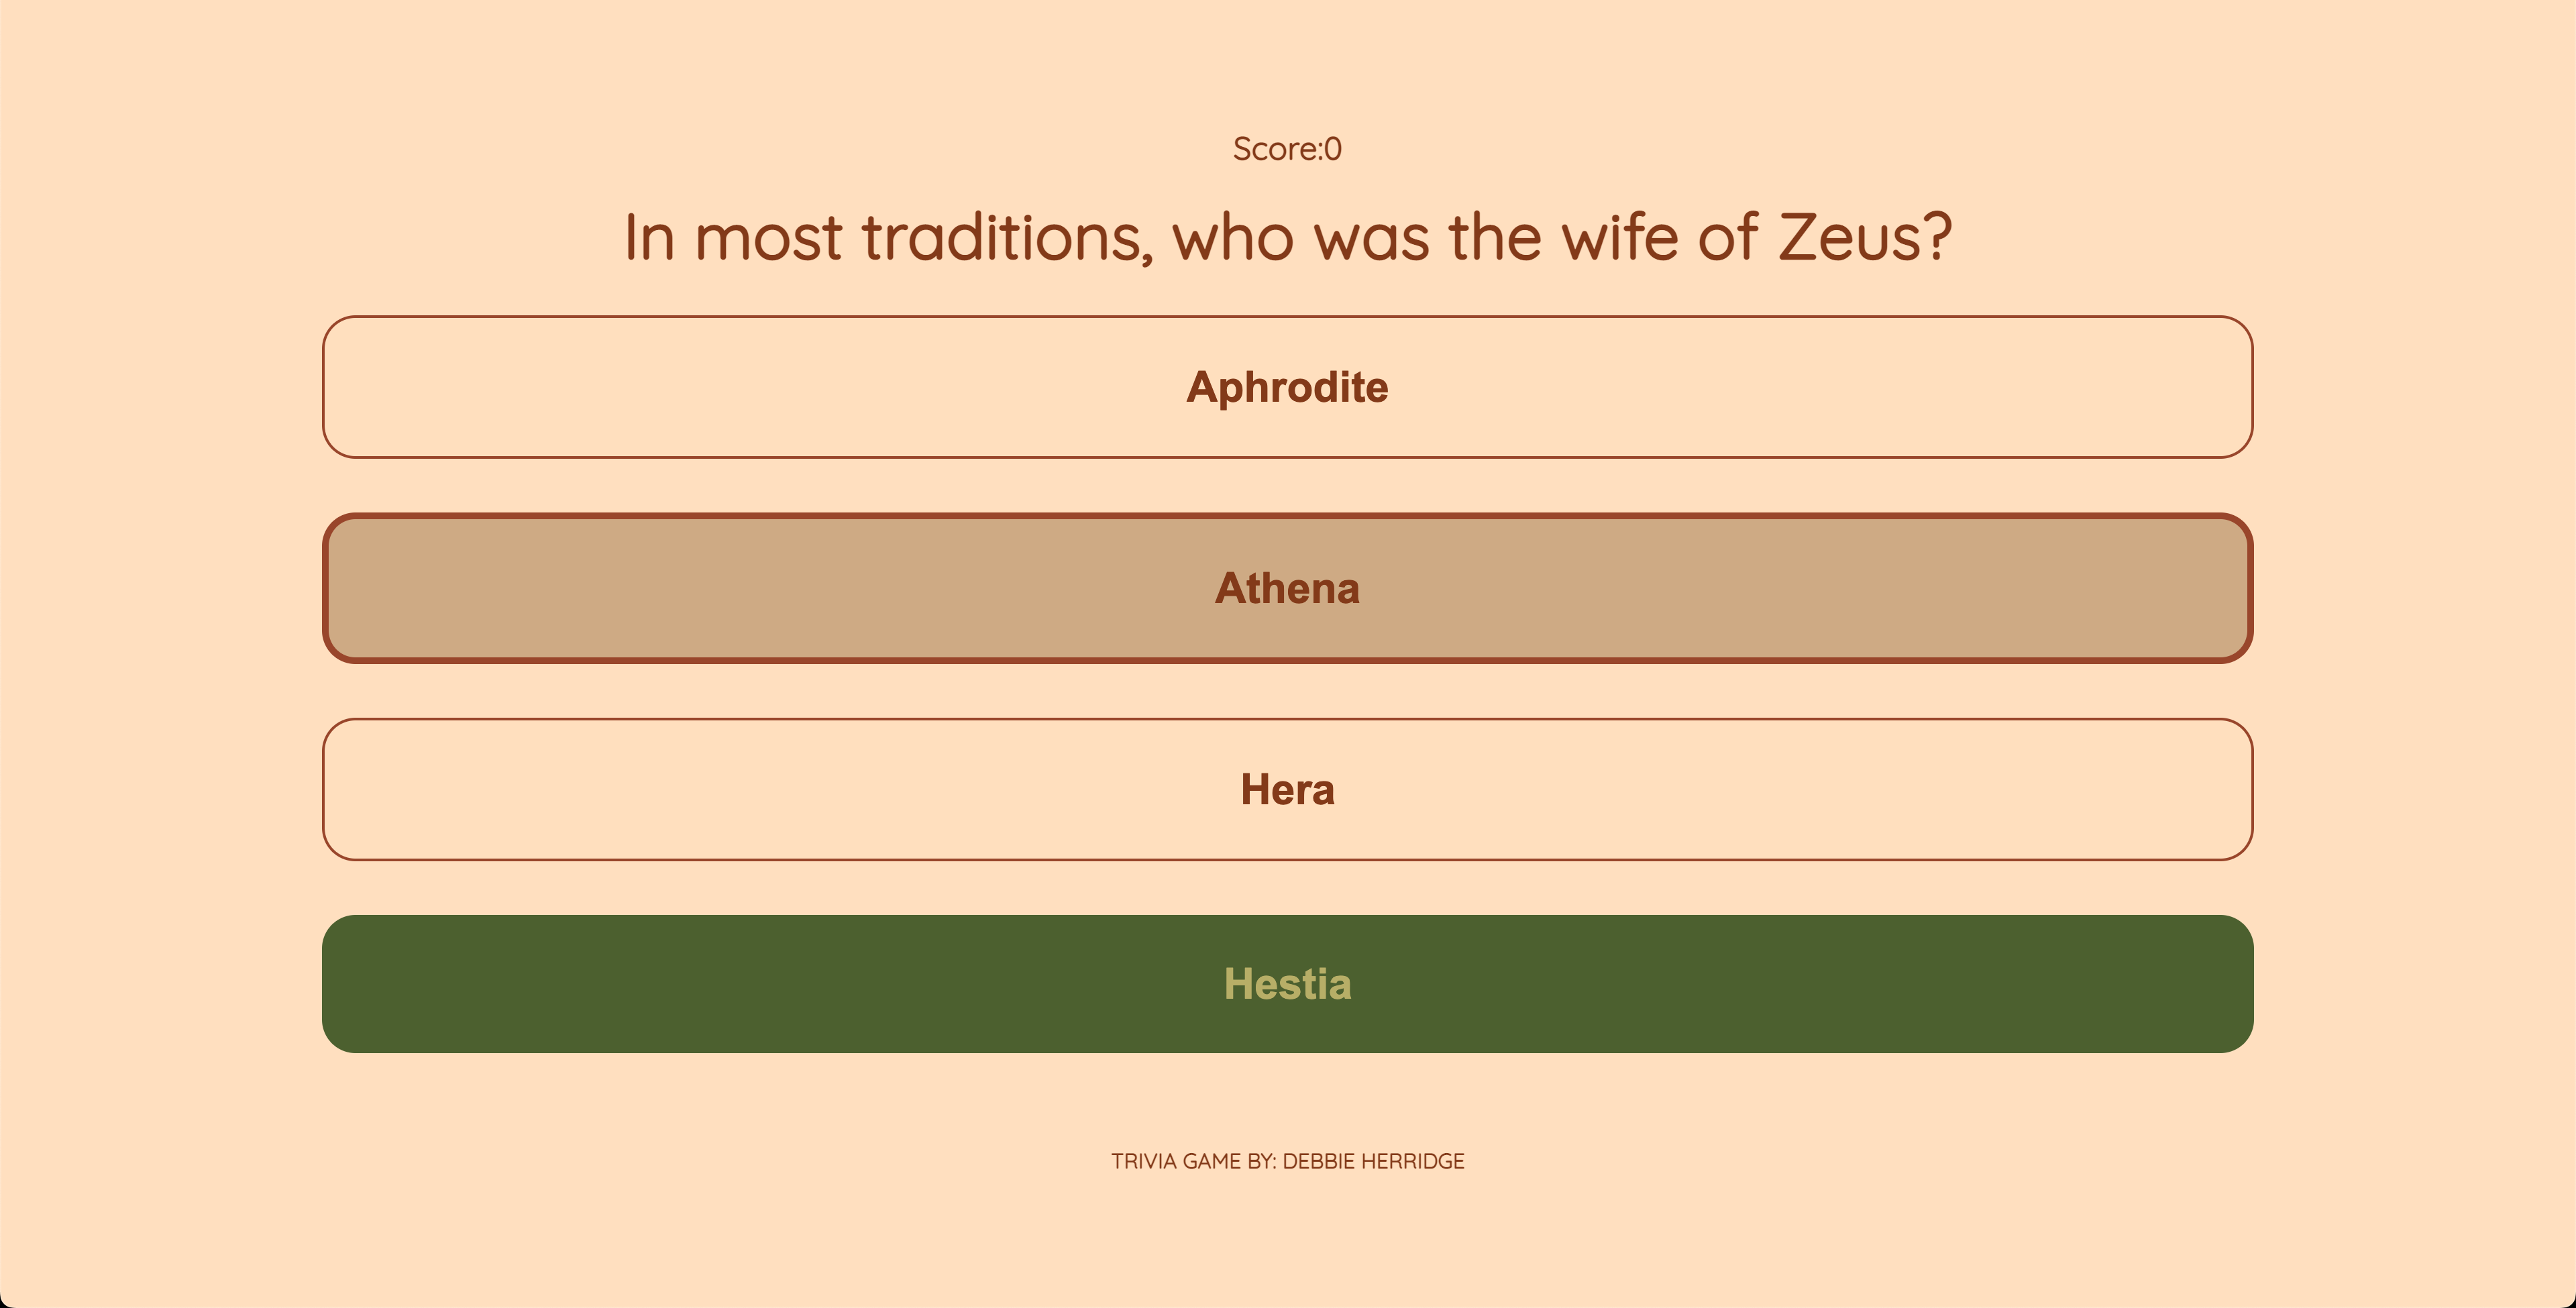 Score:0
In most traditions, who was the wife of Zeus?
Aphrodite
Athena
Hera
Hestia
TRIVIA GAME BY: DEBBIE HERRIDGE